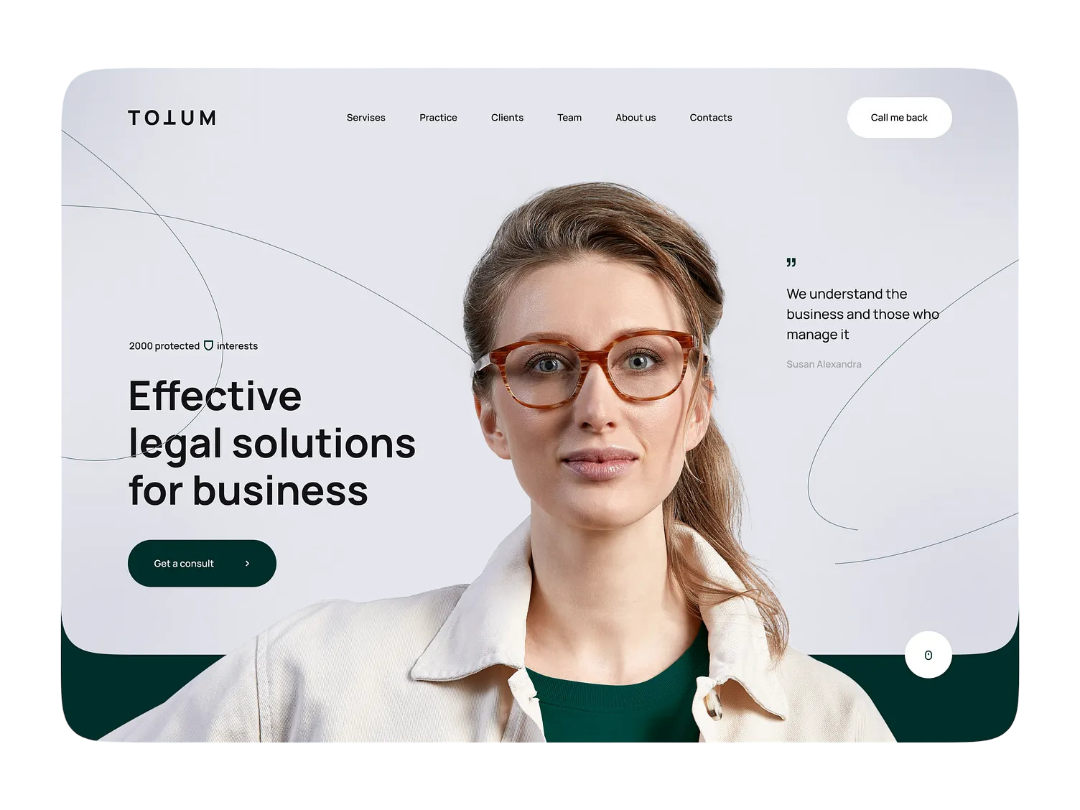 TOTUM
Servises
Practice
Clients
Team
About us
Contacts
Call me back
”
We understand the
business and those who
manage it
Susan Alexandra
2000 protected interests
Effective
legal solutions
for business
Get a consult >